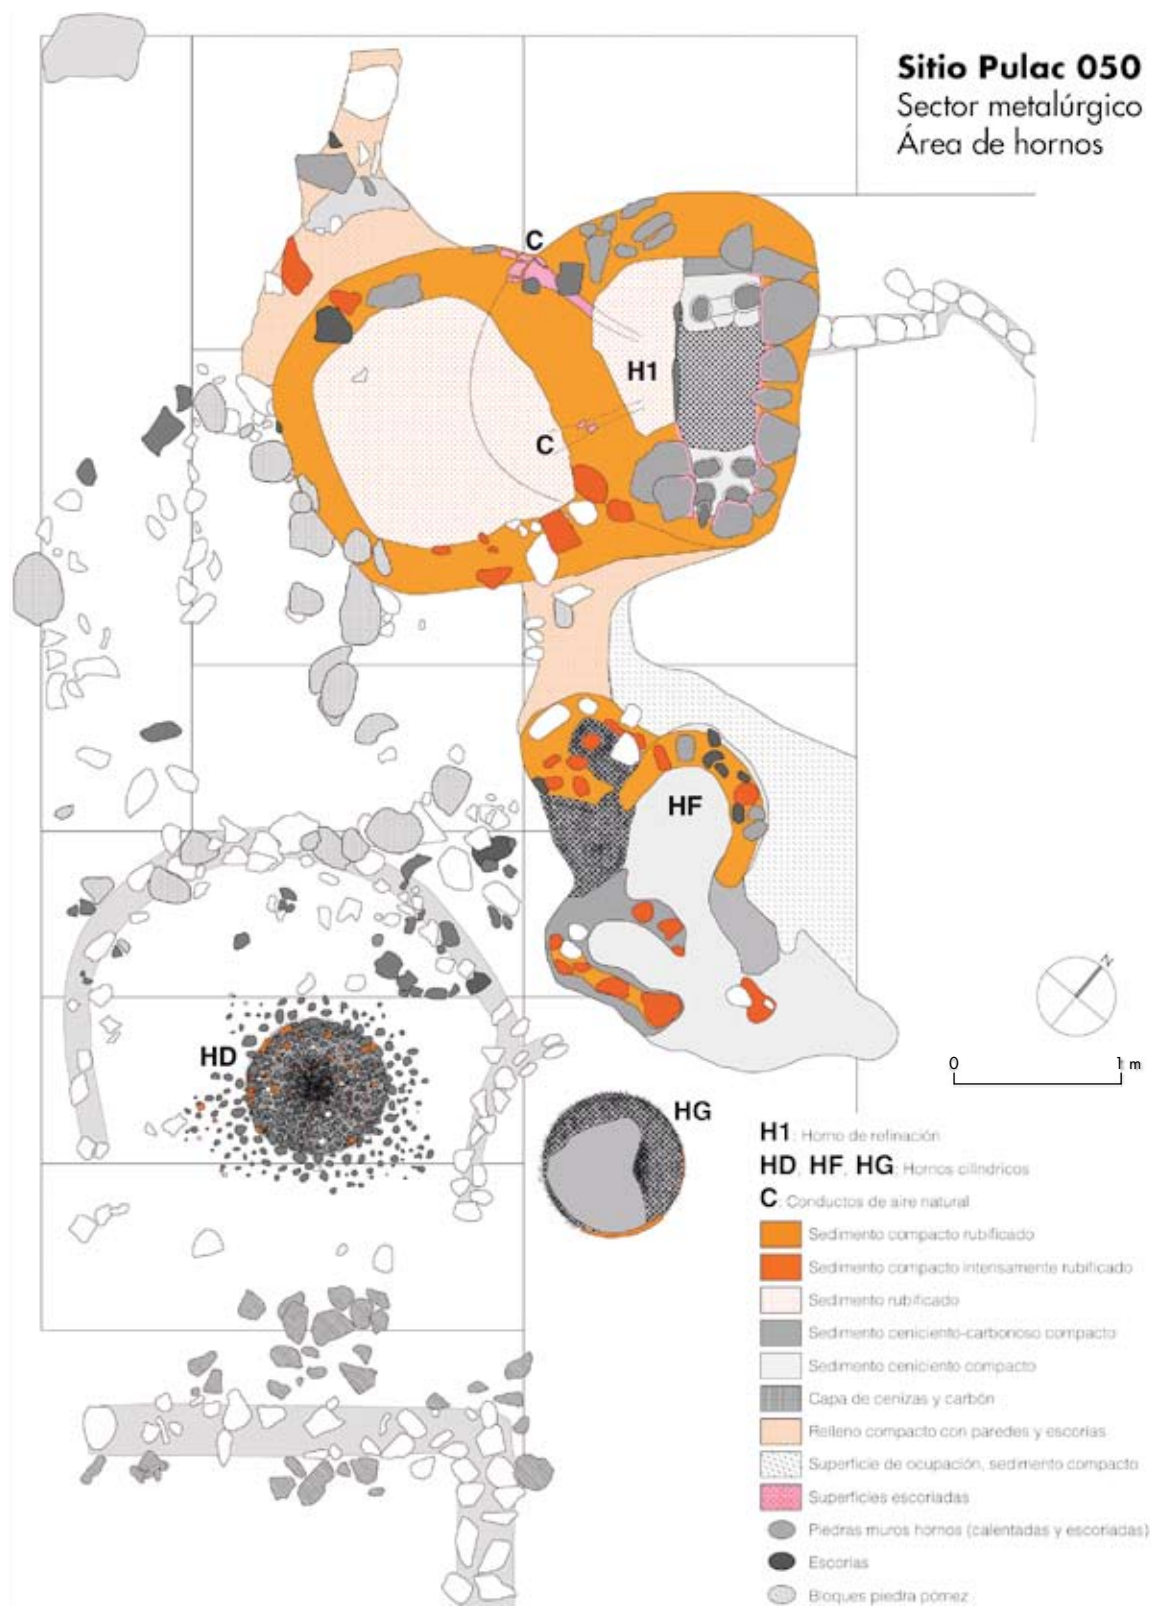 Sitio Pulac 050
Sector metalúrgico
Área de hornos
C
H1
C
HF
N
0 1 m
HD
HG
H1: Horno de refinación
HD, HF, HG: Hornos cilíndricos
C: Conductos de aire natural
Sedimento compacto rubificado
Sedimento compacto intensamente rubificado
Sedimento rubificado
Sedimento ceniciento-carbonoso compacto
Sedimento ceniciento compacto
Capa de cenizas y carbón
Relleno compacto con paredes y escorias
Superficie de ocupación, sedimento compacto
Superficies escoriadas
Piedras muros hornos (calentadas y escoriadas)
Escorias
Bloques piedra pómez